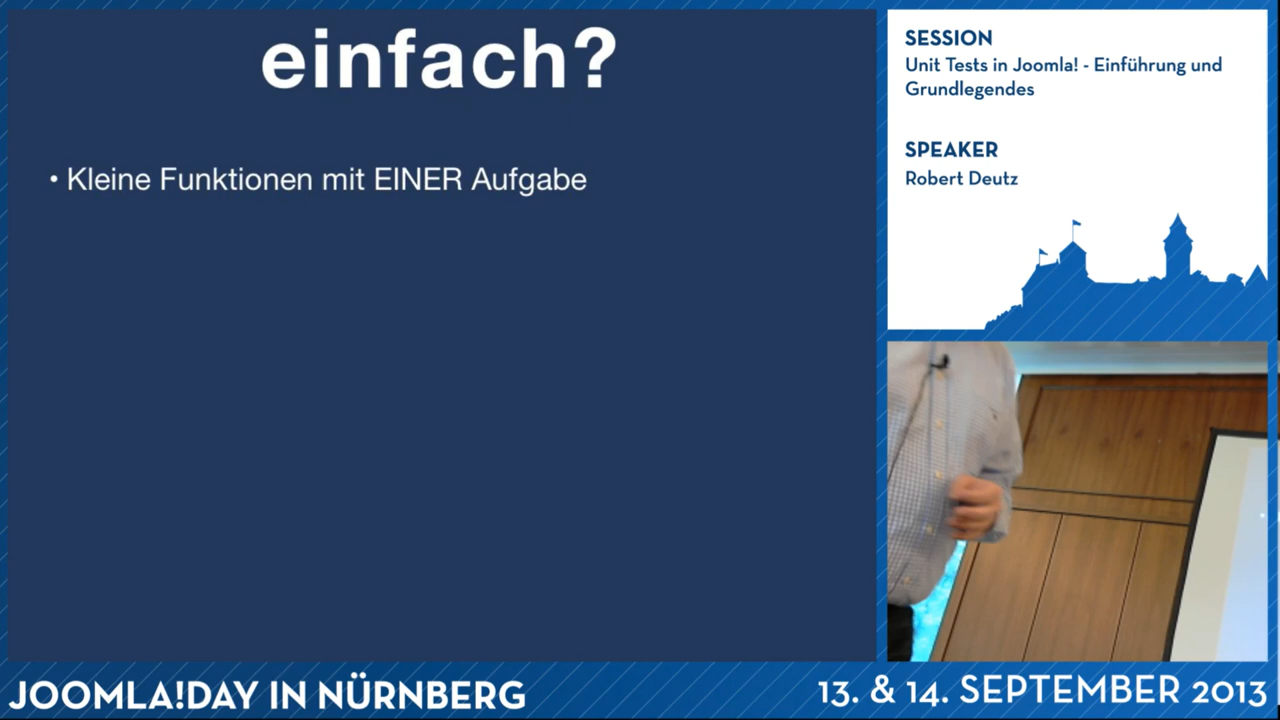 einfach?
• Kleine Funktionen mit EINER Aufgabe
SESSION
Unit Tests in Joomla! - Einführung und
Grundlegendes
SPEAKER
Robert Deutz
JOOMLA!DAY IN NÜRNBERG
13. & 14. SEPTEMBER 2013